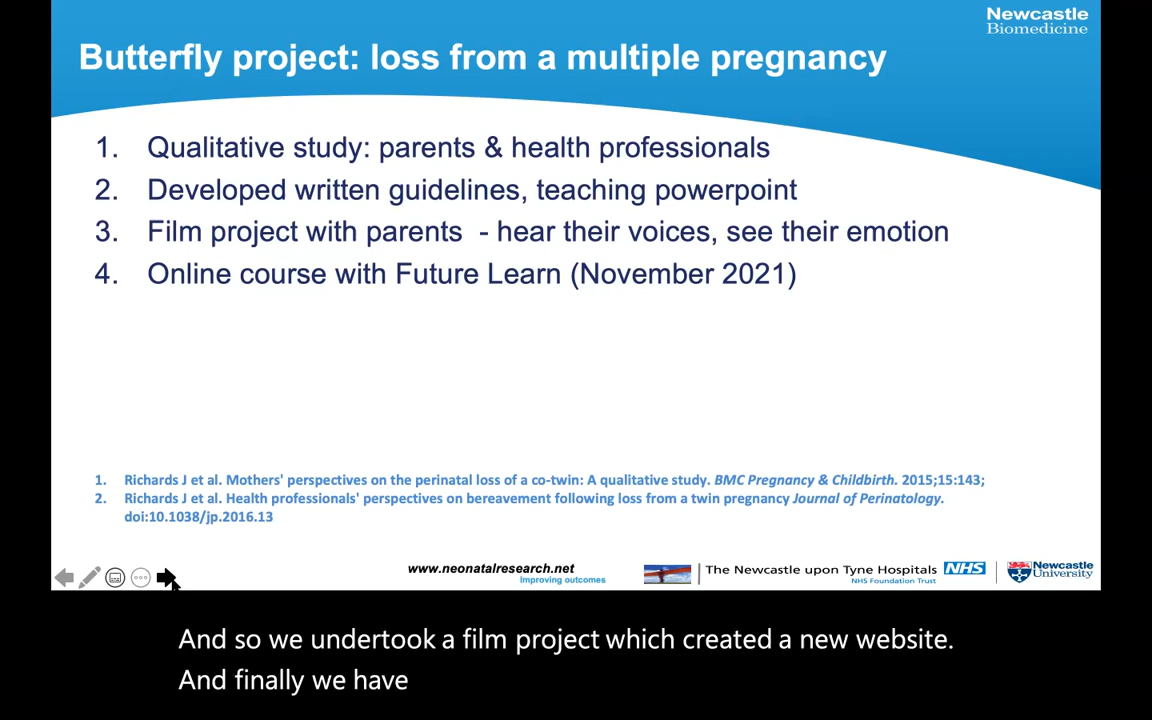 Newcastle
Biomedicine
Butterfly project: loss from a multiple pregnancy
1. Qualitative study: parents & health professionals
2. Developed written guidelines, teaching powerpoint
3. Film project with parents - hear their voices, see their emotion
4. Online course with Future Learn (November 2021)
1. Richards J et al. Mothers' perspectives on the perinatal loss of a co-twin: A qualitative study. BMC Pregnancy & Childbirth. 2015;15:143;
2. Richards J et al. Health professionals' perspectives on bereavement following loss from a twin pregnancy Journal of Perinatology.
doi:10.1038/jp.2016.13
www.neonatalresearch.net
Improving outcomes
The Newcastle upon Tyne Hospitals NHS
NHS Foundation Trust
Newcastle
University
And so we undertook a film project which created a new website.
And finally we have